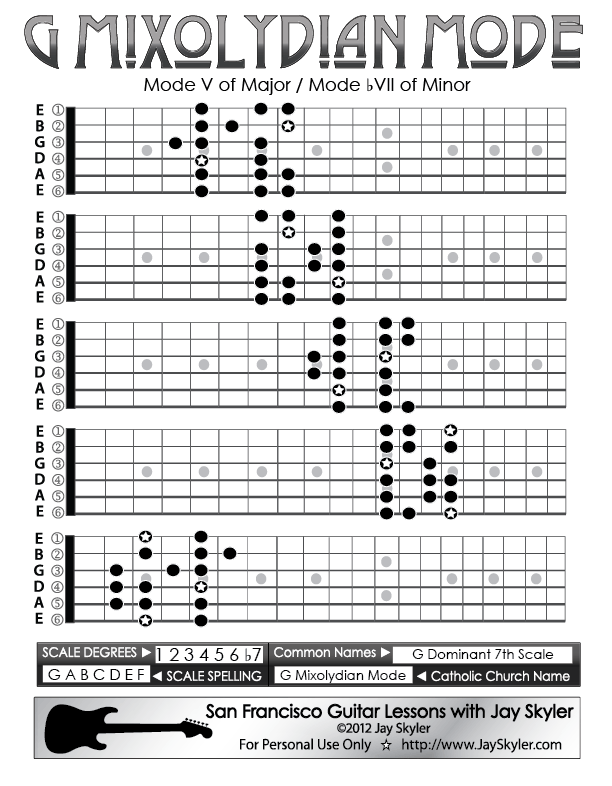 G MIXOLYDIAN MODE
Mode V of Major / Mode ♭VII of Minor
E ①
B ②
G ③
D ④
A ⑤
E ⑥
E ①
B ②
G ③
D ④
A ⑤
E ⑥
E ①
B ②
G ③
D ④
A ⑤
E ⑥
E ①
B ②
G ③
D ④
A ⑤
E ⑥
E ①
B ②
G ③
D ④
A ⑤
E ⑥
SCALE DEGREES ► 1 2 3 4 5 6 ♭7
Common Names ► G Dominant 7th Scale
G A B C D E F ◄ SCALE SPELLING
G Mixolydian Mode ◄ Catholic Church Name
San Francisco Guitar Lessons with Jay Skyler
©2012 Jay Skyler
For Personal Use Only ☆ http://www.JaySkyler.com